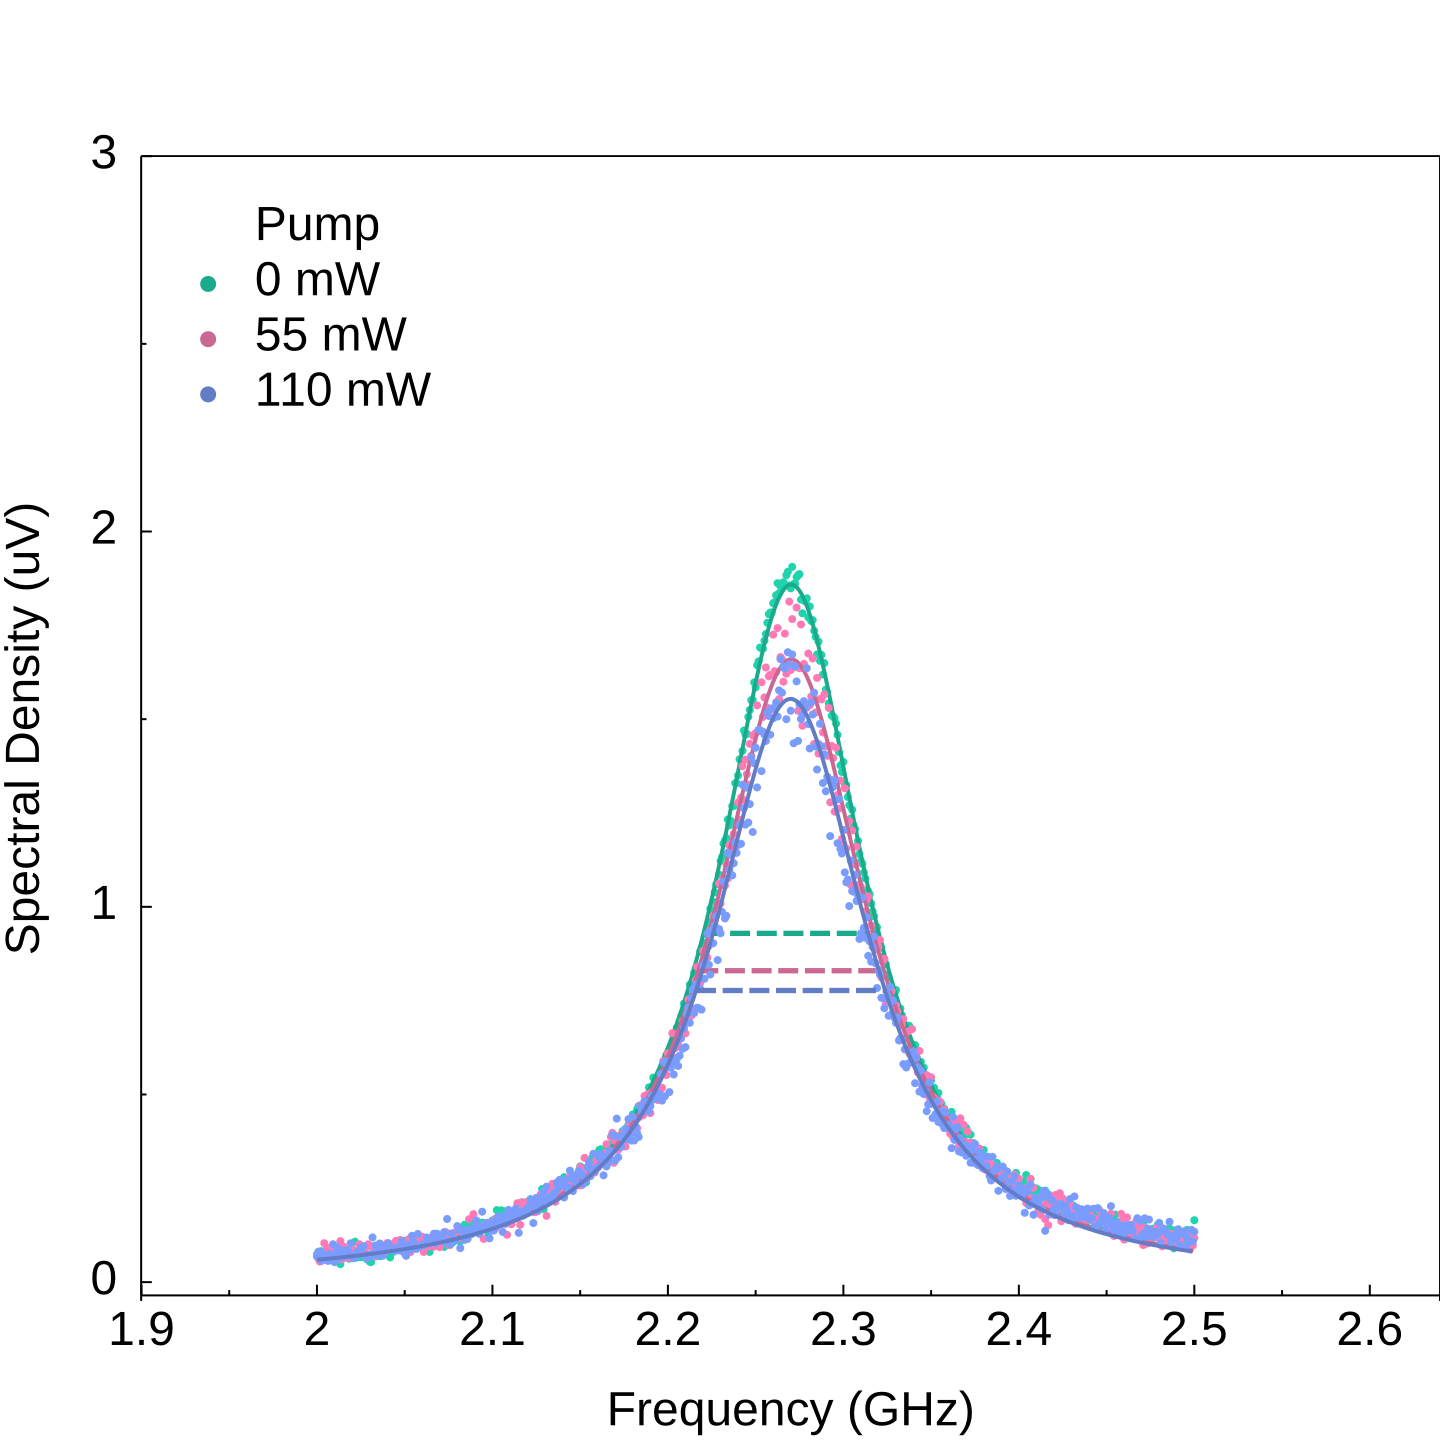 3
Pump
0 mW
55 mW
110 mW
2
1
0
Spectral Density (uV)
1.9 2 2.1 2.2 2.3 2.4 2.5 2.6
Frequency (GHz)